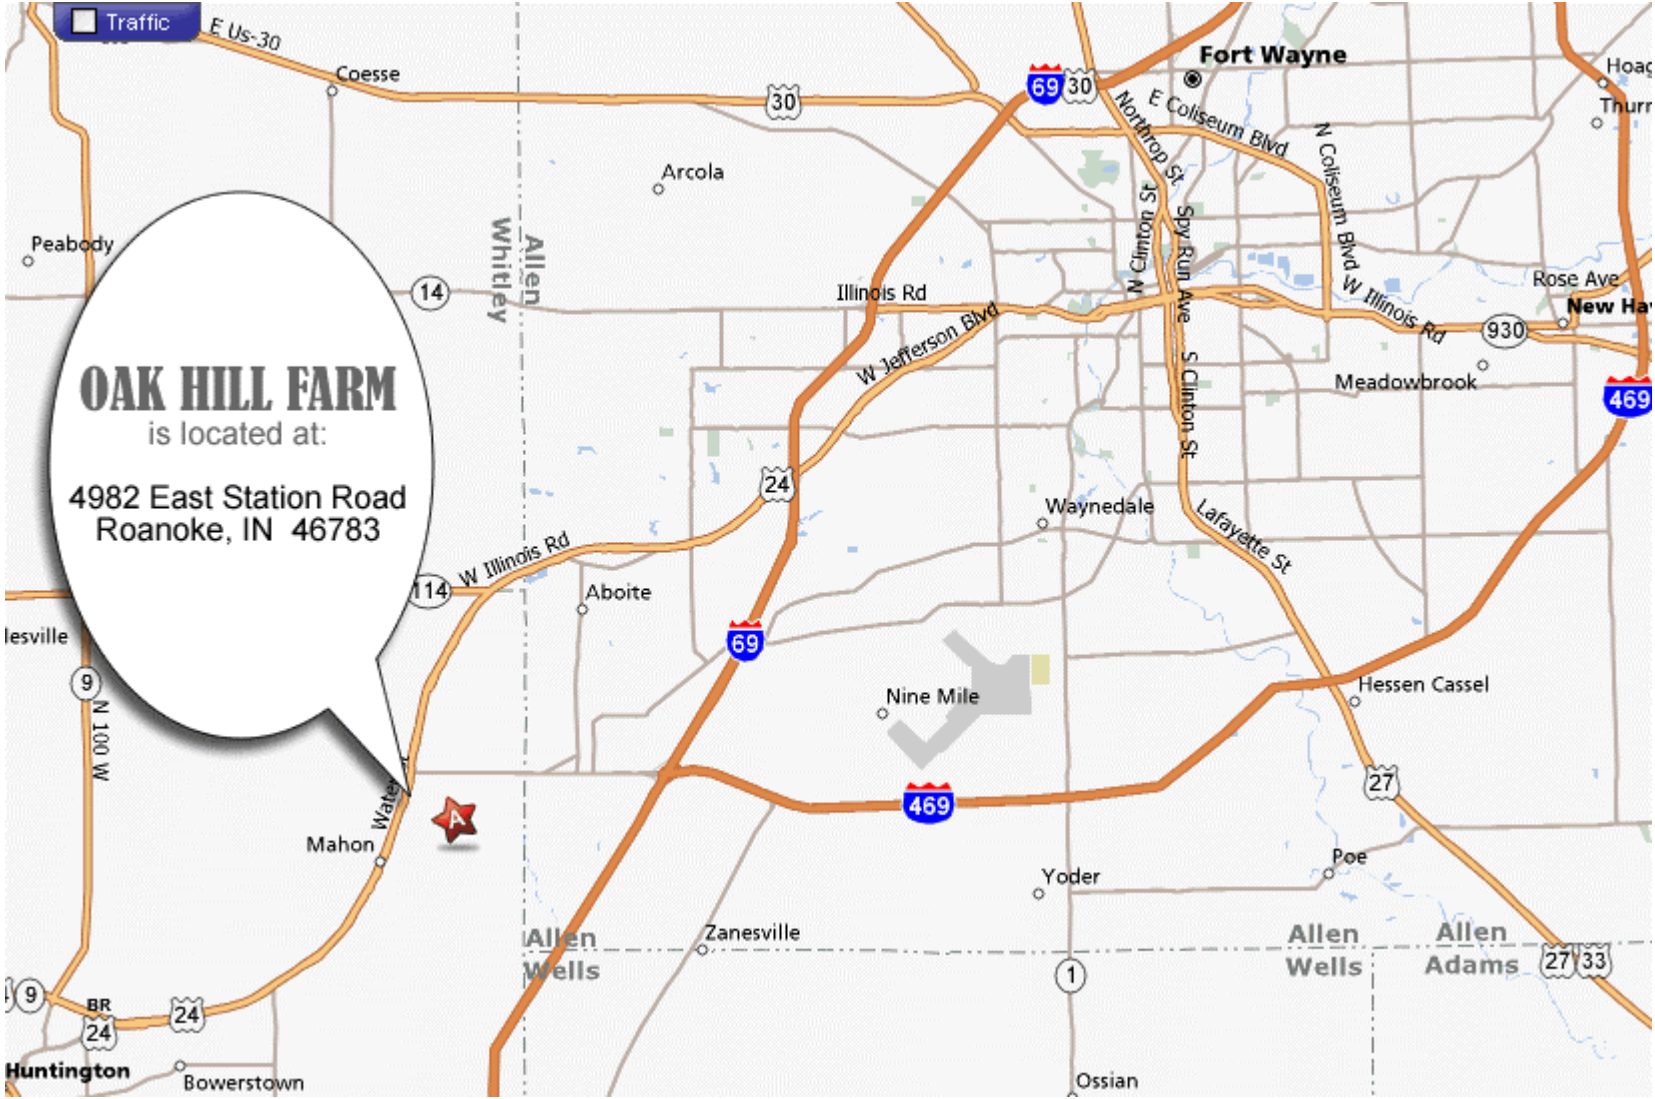 Traffic
E Us-30
Coesse
30
69
30
Fort Wayne
Hoag
Thurr
Northrop St
E Coliseum Blvd
N Coliseum Blvd
Arcola
Peabody
Whitley
Allen
14
Illinois Rd
W Jefferson Blvd
N Clinton St
Spy Run Ave
W Illinois Rd
Rose Ave
New Ha
930
Meadowbrook
469
S Clinton St
OAK HILL FARM
is located at:
4982 East Station Road
Roanoke, IN 46783
24
Waynedale
Lafayette St
W Illinois Rd
114
Aboite
lesville
69
9
N 100 W
Nine Mile
Hessen Cassel
27
469
Wate
A
Mahon
Poe
Yoder
Zanesville
Allen
Wells
Allen
Wells
Allen
Adams
27
33
1
9
BR
24
24
Huntington
Bowerstown
Ossian